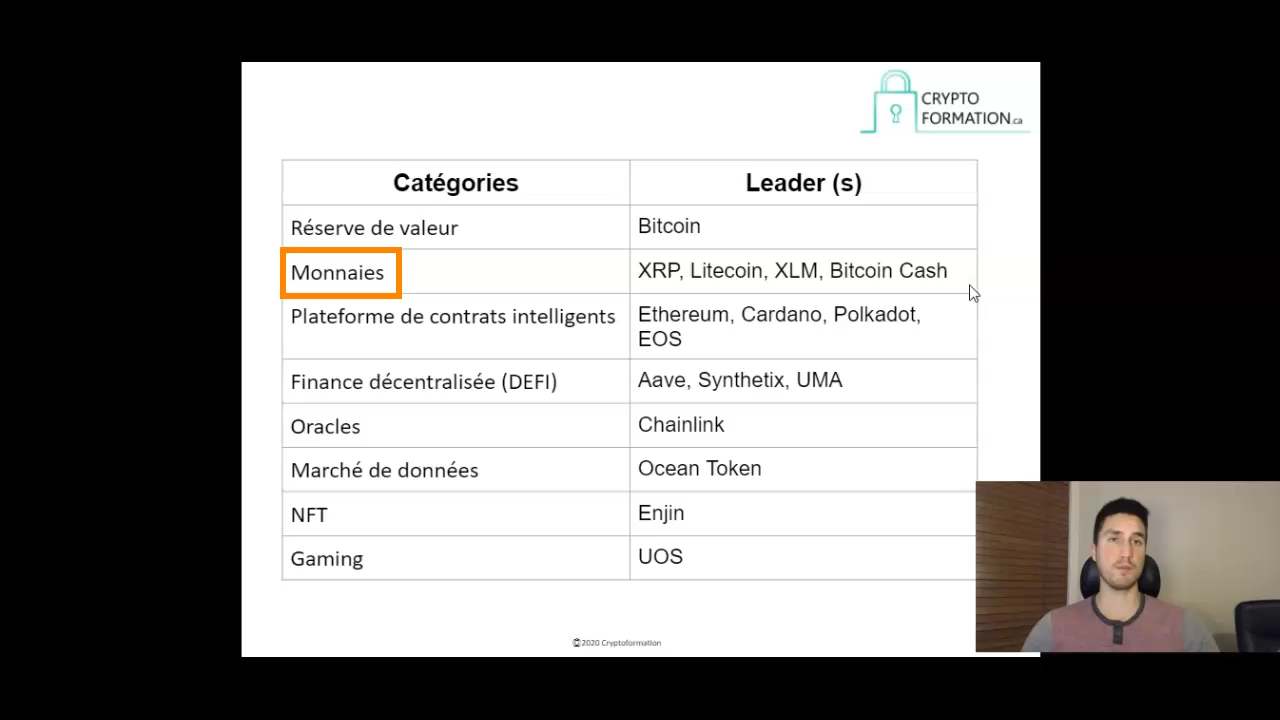 CRYPTO
FORMATION.ca
Catégories Leader (s)
Réserve de valeur Bitcoin
Monnaies XRP, Litecoin, XLM, Bitcoin Cash
Plateforme de contrats intelligents Ethereum, Cardano, Polkadot,
EOS
Finance décentralisée (DEFI) Aave, Synthetix, UMA
Oracles Chainlink
Marché de données Ocean Token
NFT Enjin
Gaming UOS
©2020 Cryptoformation